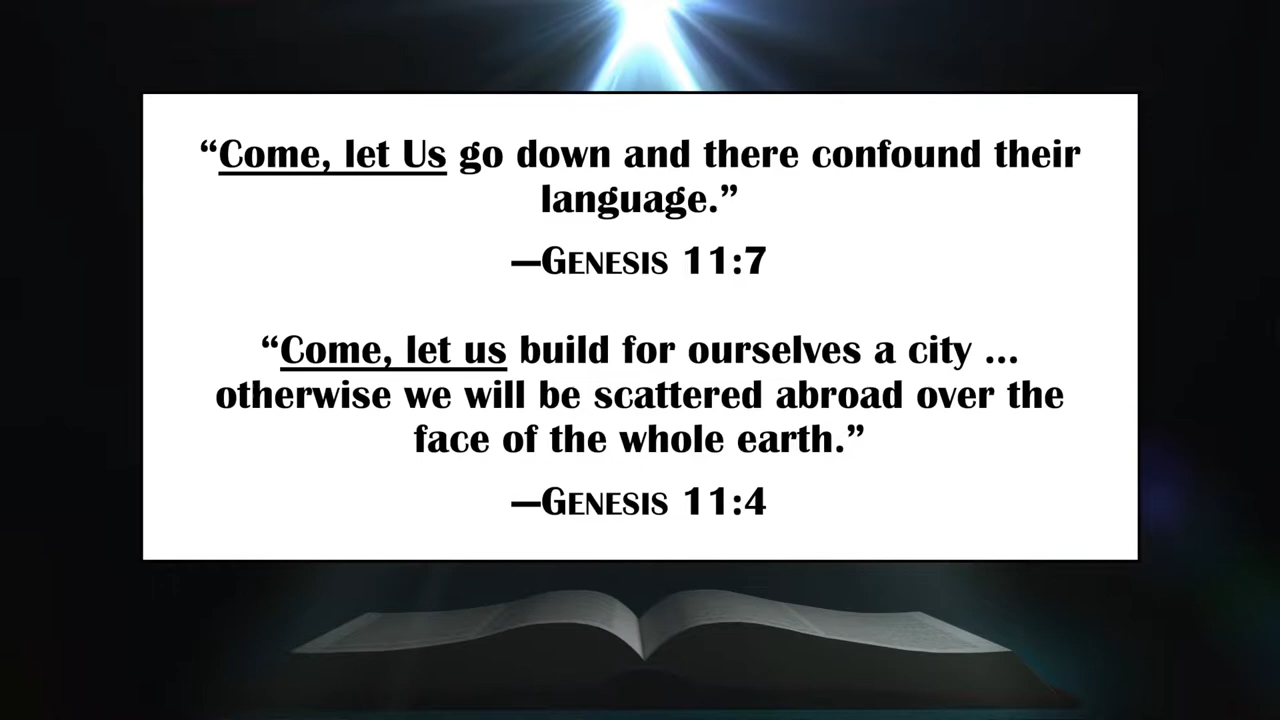 “Come, let Us go down and there confound their
language.”
—GENESIS 11:7
“Come, let us build for ourselves a city ...
otherwise we will be scattered abroad over the
face of the whole earth.”
—GENESIS 11:4